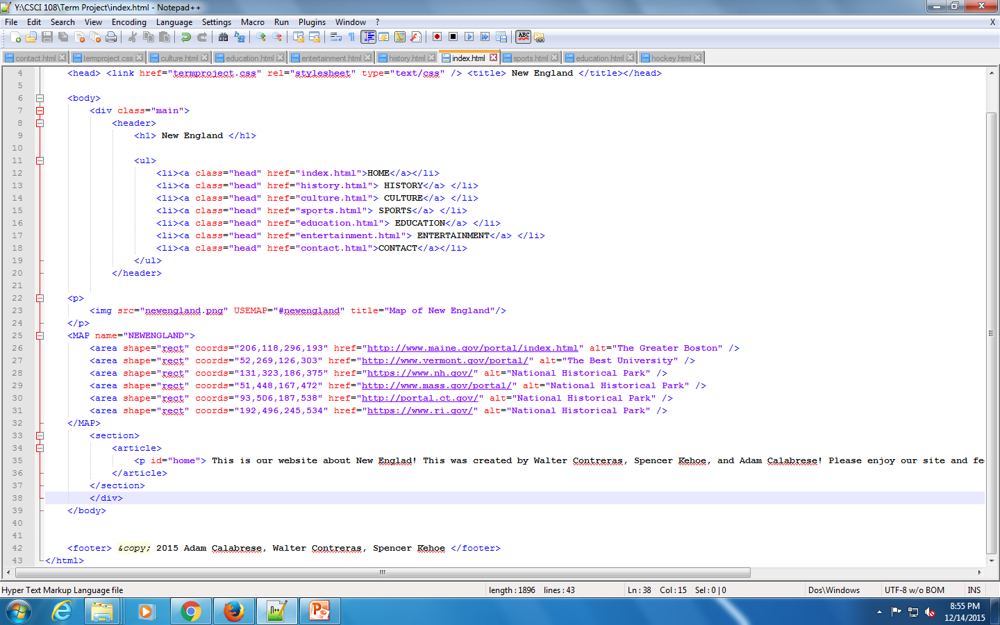 Y:\CSCI 108\Term Project\index.html - Notepad++
File Edit Search View Encoding Language Settings Macro Run Plugins Window ? X
contact.html termproject.css culture.html education.html entertainment.html history.html index.html sports.html education.html hockey.html
4 <head> <link href="termproject.css" rel="stylesheet" type="text/css" /> <title> New England </title></head>
5
6 <body>
7 <div class="main">
8 <header>
9 <h1> New England </h1>
10
11 <ul>
12 <li><a class="head" href="index.html">HOME</a></li>
13 <li><a class="head" href="history.html"> HISTORY</a> </li>
14 <li><a class="head" href="culture.html"> CULTURE</a> </li>
15 <li><a class="head" href="sports.html"> SPORTS</a> </li>
16 <li><a class="head" href="education.html"> EDUCATION</a> </li>
17 <li><a class="head" href="entertainment.html"> ENTERTAINMENT</a> </li>
18 <li><a class="head" href="contact.html">CONTACT</a></li>
19 </ul>
20 </header>
21
22 <p>
23 <img src="newengland.png" USEMAP="#newengland" title="Map of New England"/>
24 </p>
25 <MAP name="NEWENGLAND">
26 <area shape="rect" coords="206,118,296,193" href="http://www.maine.gov/portal/index.html" alt="The Greater Boston" />
27 <area shape="rect" coords="52,269,126,303" href="http://www.vermont.gov/portal/" alt="The Best University" />
28 <area shape="rect" coords="131,323,186,375" href="https://www.nh.gov/" alt="National Historical Park" />
29 <area shape="rect" coords="51,448,167,472" href="http://www.mass.gov/portal/" alt="National Historical Park" />
30 <area shape="rect" coords="93,506,187,538" href="http://portal.ct.gov/" alt="National Historical Park" />
31 <area shape="rect" coords="192,496,245,534" href="https://www.ri.gov/" alt="National Historical Park" />
32 </MAP>
33 <section>
34 <article>
35 <p id="home"> This is our website about New Englad! This was created by Walter Contreras, Spencer Kehoe, and Adam Calabrese! Please enjoy our site and fe
36 </article>
37 </section>
38 </div>
39 </body>
40
41
42 <footer> &copy; 2015 Adam Calabrese, Walter Contreras, Spencer Kehoe </footer>
43 </html>
Hyper Text Markup Language file length : 1896 lines : 43 Ln : 38 Col : 15 Sel : 0 | 0 Dos\Windows UTF-8 w/o BOM INS
8:55 PM
12/14/2015